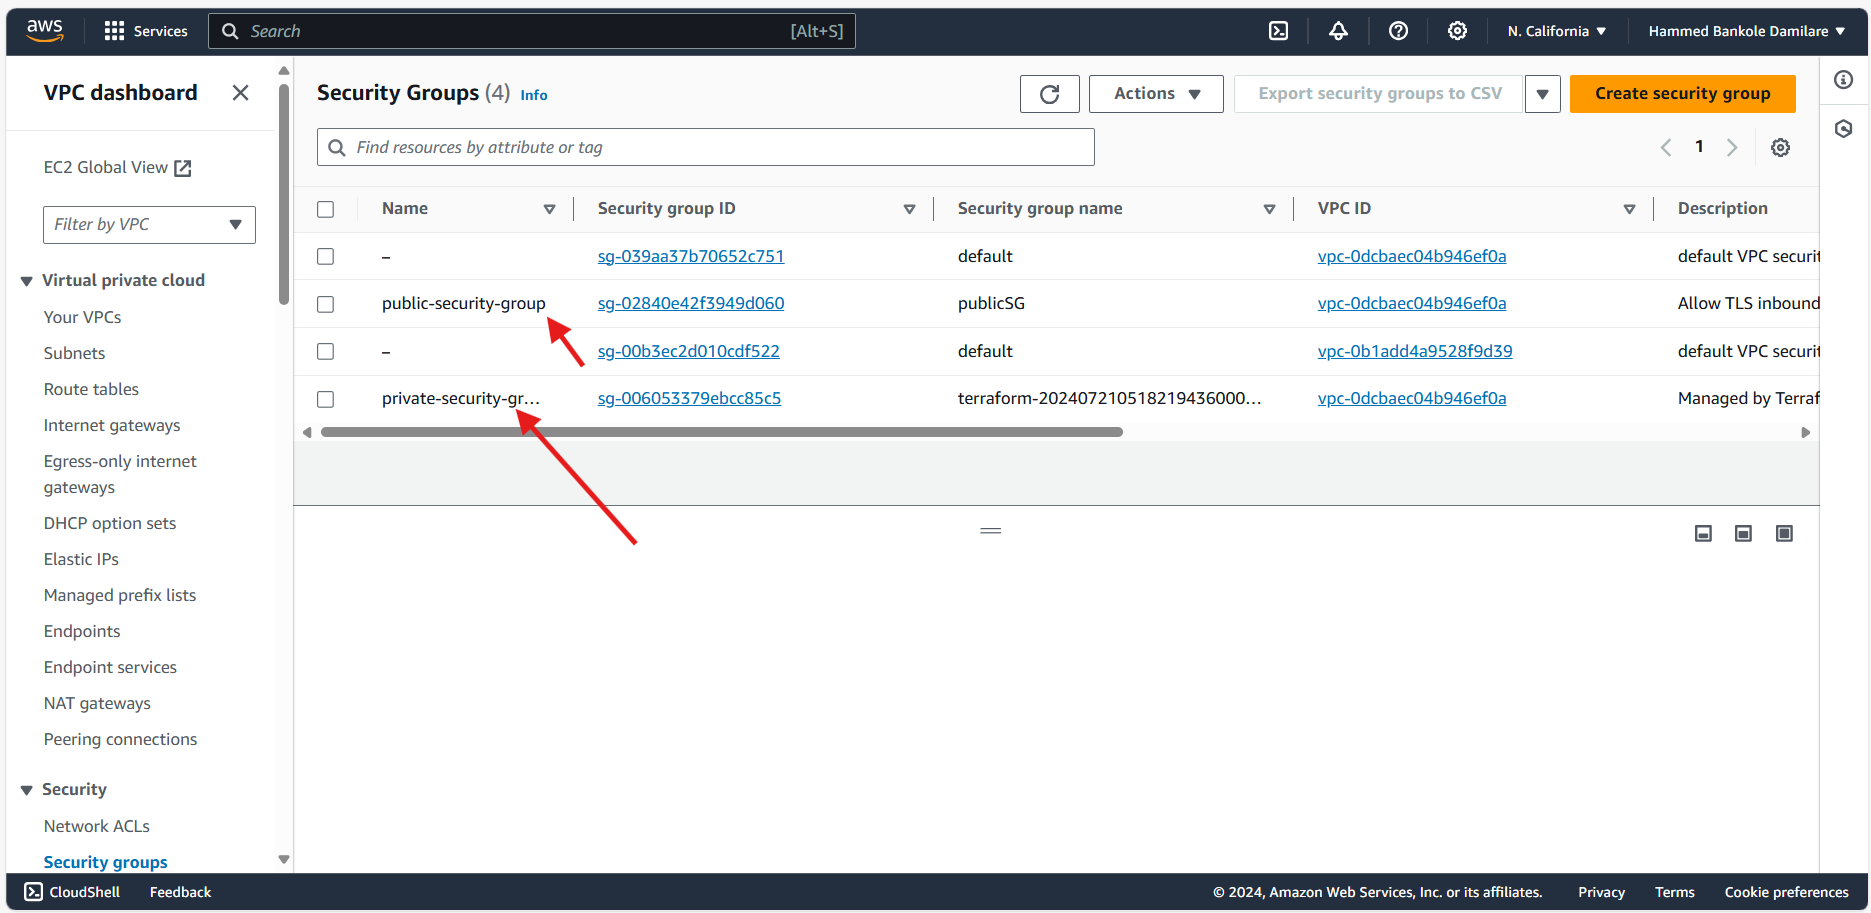 aws
Services
Search [Alt+S]
N. California
Hammed Bankole Damilare
VPC dashboard
EC2 Global View
Filter by VPC
Virtual private cloud
Your VPCs
Subnets
Route tables
Internet gateways
Egress-only internet
gateways
DHCP option sets
Elastic IPs
Managed prefix lists
Endpoints
Endpoint services
NAT gateways
Peering connections
Security
Network ACLs
Security groups
Security Groups (4) Info
Actions
Export security groups to CSV
Create security group
Find resources by attribute or tag
1
Name Security group ID Security group name VPC ID Description
– sg-039aa37b70652c751 default vpc-0dcbaec04b946ef0a default VPC securit
public-security-group sg-02840e42f3949d060 publicSG vpc-0dcbaec04b946ef0a Allow TLS inbound
– sg-00b3ec2d010cdf522 default vpc-0b1add4a9528f9d39 default VPC securit
private-security-gr... sg-006053379ebcc85c5 terraform-202407210518219436000... vpc-0dcbaec04b946ef0a Managed by Terraf
CloudShell Feedback
© 2024, Amazon Web Services, Inc. or its affiliates. Privacy Terms Cookie preferences